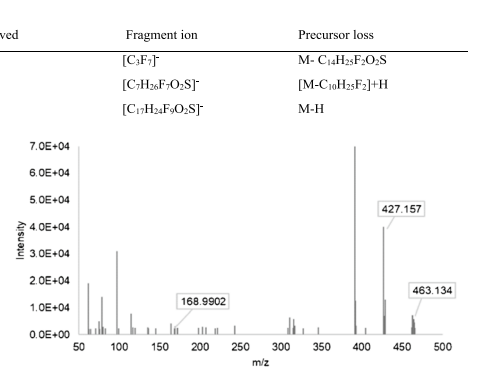 ved Fragment ion Precursor loss
[C₃F₇]⁻ M- C₁₄H₂₅F₂O₂S
[C₇H₂₆F₇O₂S]⁻ [M-C₁₀H₂₅F₂]+H
[C₁₇H₂₄F₉O₂S]⁻ M-H
7.0E+04
6.0E+04
5.0E+04
4.0E+04
3.0E+04
2.0E+04
1.0E+04
0.0E+00
Intensity
427.157
463.134
168.9902
50 100 150 200 250 300 350 400 450 500
m/z